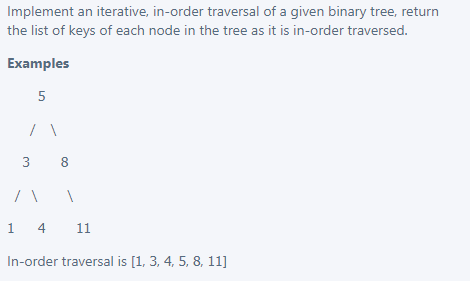 Implement an iterative, in-order traversal of a given binary tree, return
the list of keys of each node in the tree as it is in-order traversed.
Examples
5
/ \
3 8
/ \ \
1 4 11
In-order traversal is [1, 3, 4, 5, 8, 11]